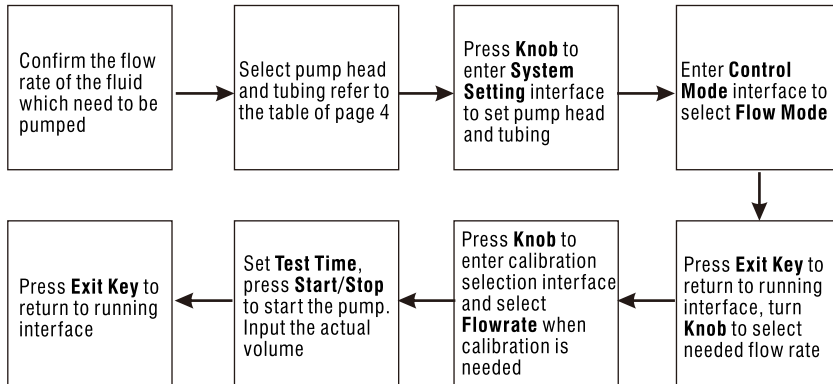 Confirm the flow
rate of the fluid
which need to be
pumped
Select pump head
and tubing refer to
the table of page 4
Press Knob to
enter System
Setting interface
to set pump head
and tubing
Enter Control
Mode interface to
select Flow Mode
Press Exit Key to
return to running
interface, turn
Knob to select
needed flow rate
Press Knob to
enter calibration
selection interface
and select
Flowrate when
calibration is
needed
Set Test Time,
press Start/Stop
to start the pump.
Input the actual
volume
Press Exit Key to
return to running
interface